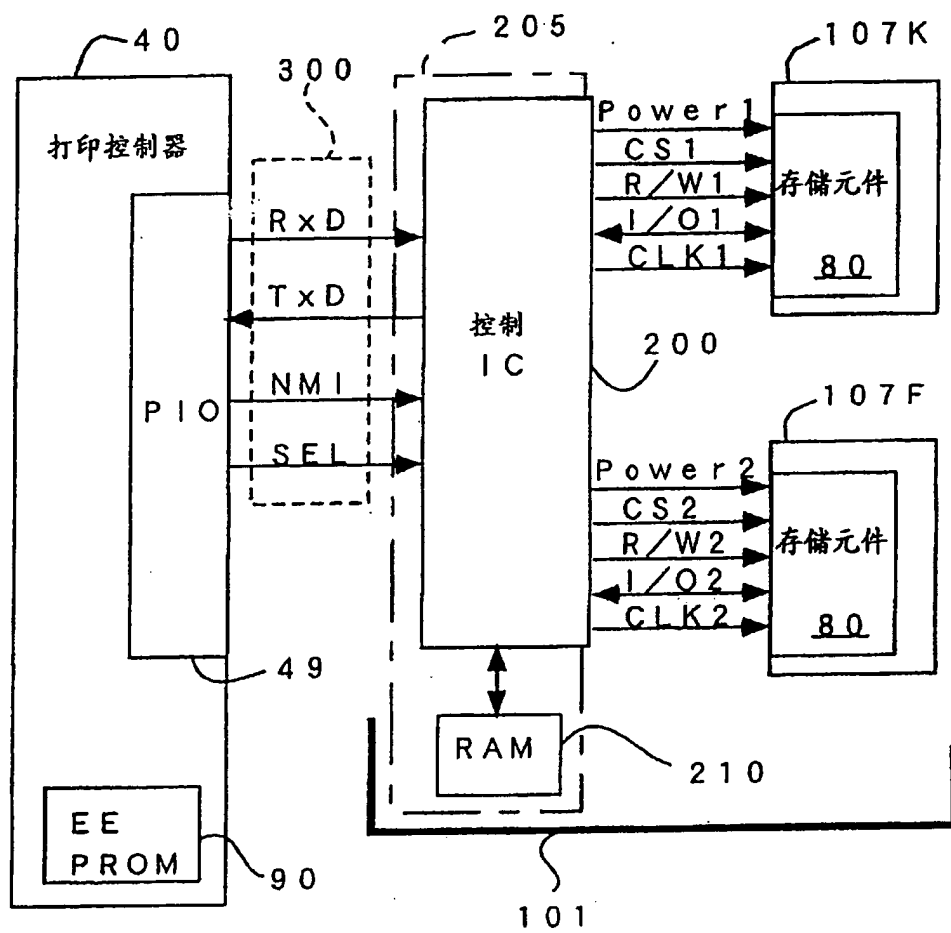 40
205
107K
300
打印控制器
RxD
TxD
NMI
SEL
PIO
49
EE
PROM
90
控制
IC
200
RAM
210
101
Power1
CS1
R/W1
I/O1
CLK1
存储元件
80
107F
Power2
CS2
R/W2
I/O2
CLK2
存储元件
80